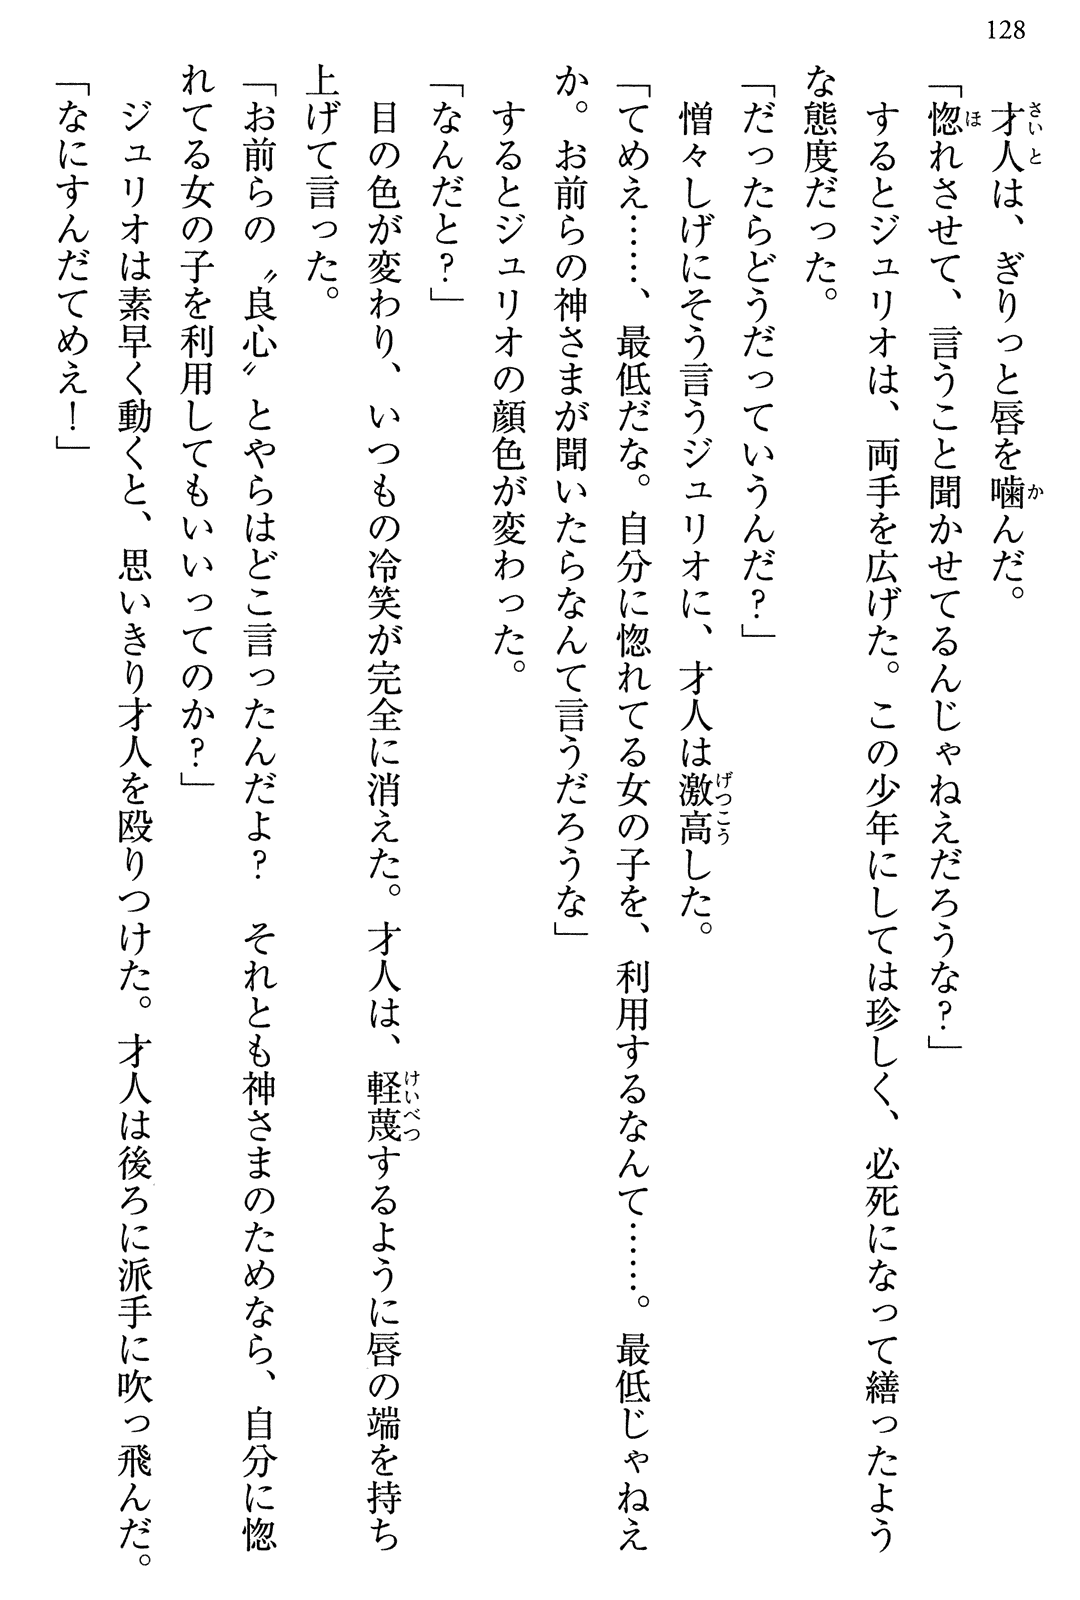 128
才人は、ぎりっと唇を噛んだ。
「惚れさせて、言うこと聞かせてるんじゃねえだろうな?」
するとジュリオは、両手を広げた。この少年にしては珍しく、必死になって繕ったよう
な態度だった。
「だったらどうだっていうんだ?」
憎々しげにそう言うジュリオに、才人は激高した。
「てめえ……、最低だな。自分に惚れてる女の子を、利用するなんて……。最低じゃねえ
か。お前らの神さまが聞いたらなんて言うだろうな」
するとジュリオの顔色が変わった。
「なんだと?」
目の色が変わり、いつもの冷笑が完全に消えた。才人は、軽蔑するように唇の端を持ち
上げて言った。
「お前らの〝良心〟とやらはどこ言ったんだよ? それとも神さまのためなら、自分に惚
れてる女の子を利用してもいいってのか?」
ジュリオは素早く動くと、思いきり才人を殴りつけた。才人は後ろに派手に吹っ飛んだ。
「なにすんだてめえ!」